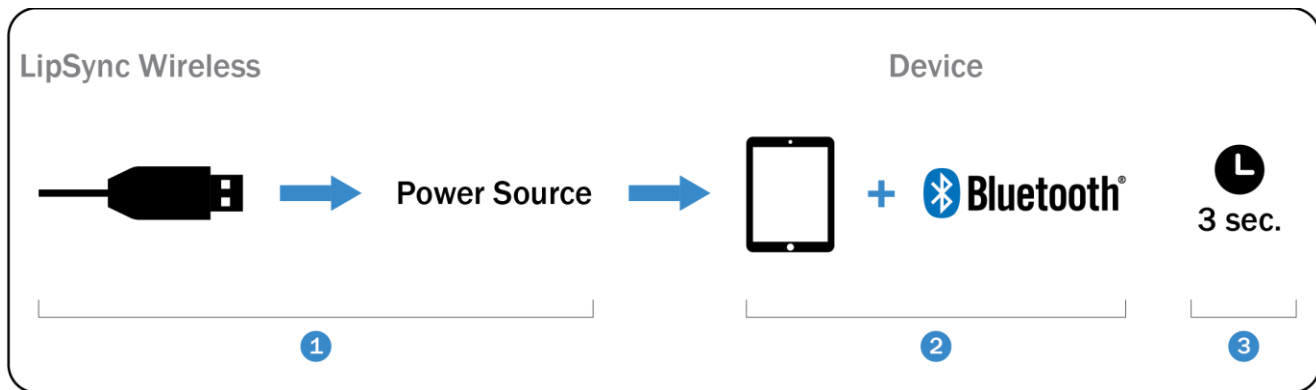 LipSync Wireless
Device
Power Source
+
Bluetooth®
3 sec.
1
2
3